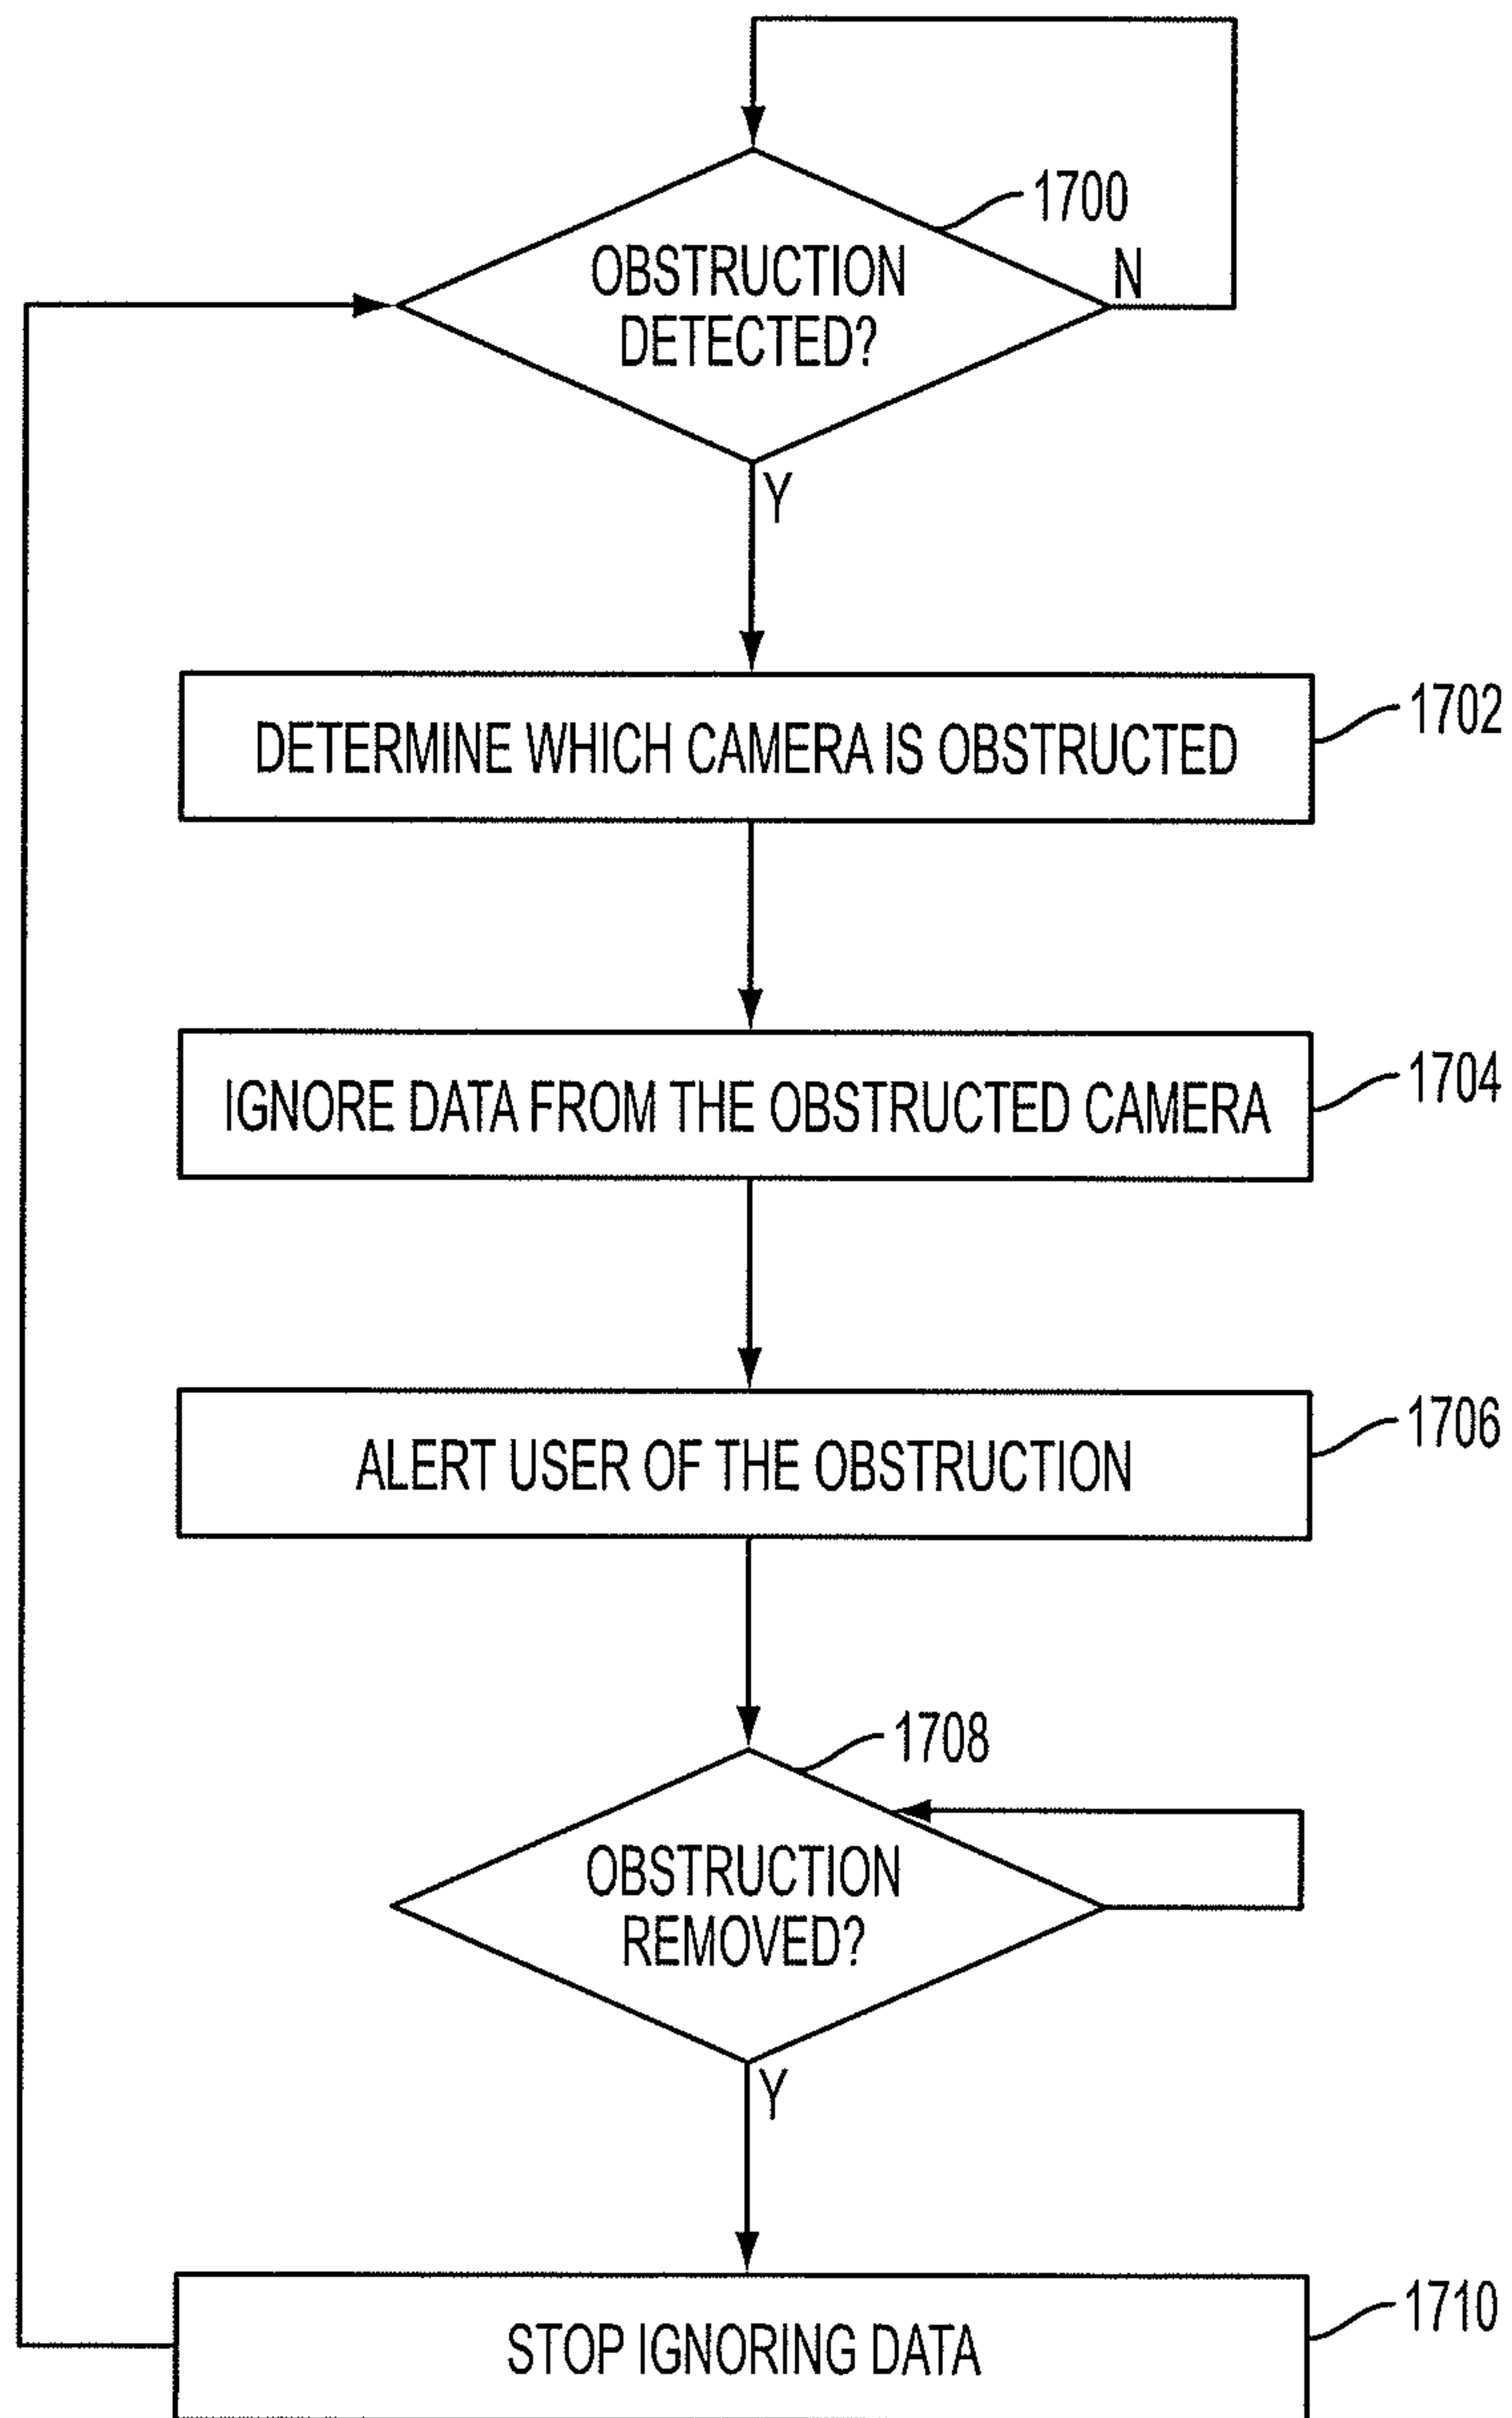 1700
OBSTRUCTION
DETECTED?
N
Y
DETERMINE WHICH CAMERA IS OBSTRUCTED
1702
IGNORE DATA FROM THE OBSTRUCTED CAMERA
1704
ALERT USER OF THE OBSTRUCTION
1706
1708
OBSTRUCTION
REMOVED?
Y
STOP IGNORING DATA
1710